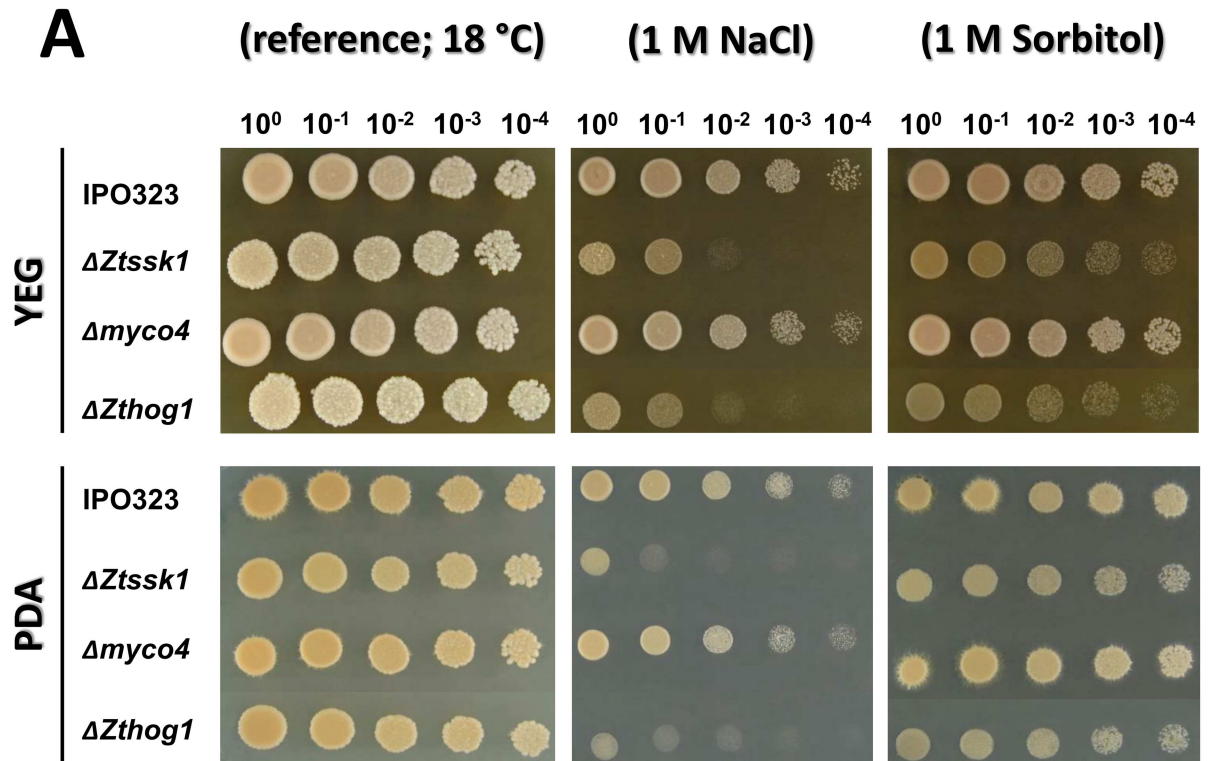 A
(reference; 18 °C) (1 M NaCl) (1 M Sorbitol)
10⁰ 10⁻¹ 10⁻² 10⁻³ 10⁻⁴ 10⁰ 10⁻¹ 10⁻² 10⁻³ 10⁻⁴ 10⁰ 10⁻¹ 10⁻² 10⁻³ 10⁻⁴
YEG
IPO323
ΔZtssk1
Δmyco4
ΔZthog1
PDA
IPO323
ΔZtssk1
Δmyco4
ΔZthog1